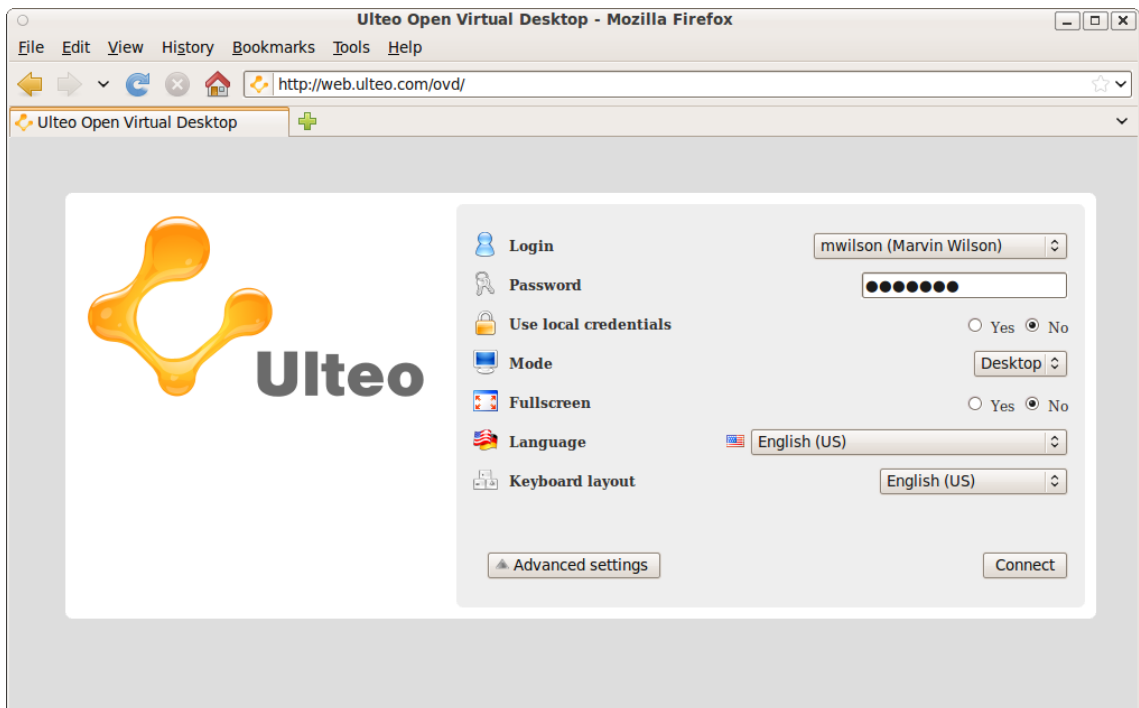 Ulteo Open Virtual Desktop - Mozilla Firefox
File Edit View History Bookmarks Tools Help
http://web.ulteo.com/ovd/
Ulteo Open Virtual Desktop
Ulteo
Login mwilson (Marvin Wilson)
Password ●●●●●●●
Use local credentials Yes No
Mode Desktop
Fullscreen Yes No
Language English (US)
Keyboard layout English (US)
Advanced settings Connect